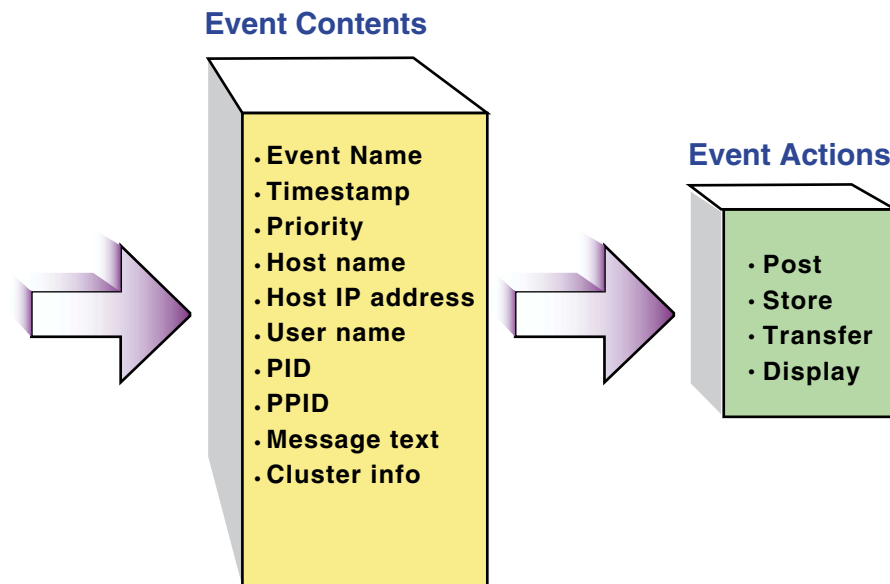 Event Contents
• Event Name
• Timestamp
• Priority
• Host name
• Host IP address
• User name
• PID
• PPID
• Message text
• Cluster info
Event Actions
• Post
• Store
• Transfer
• Display